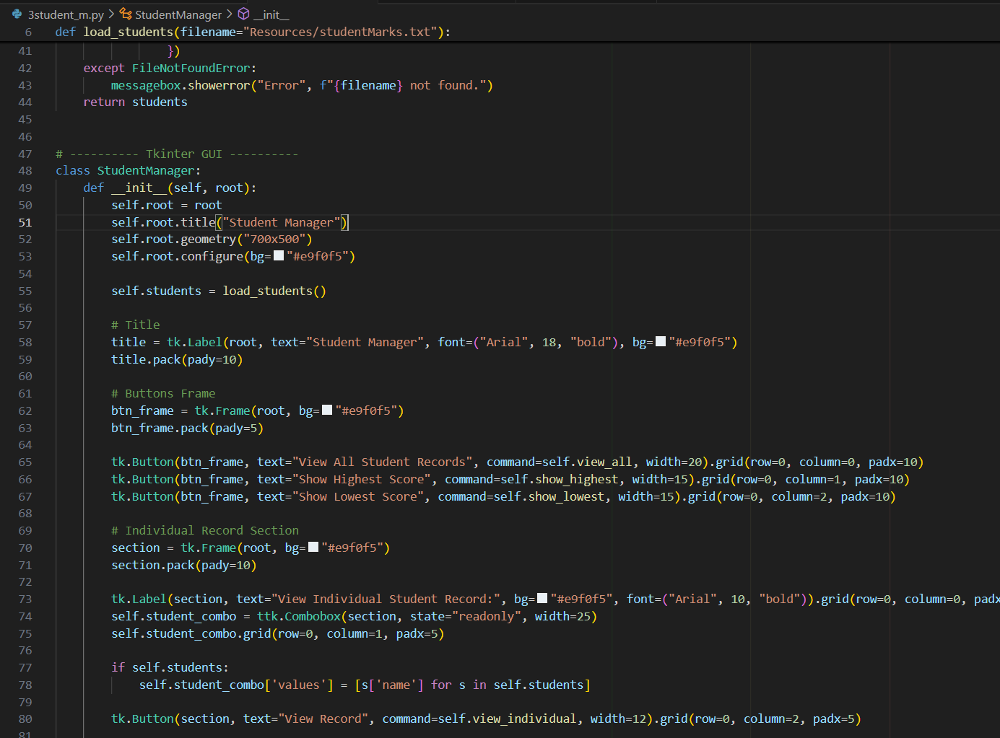 3student_m.py > StudentManager > __init__
6 def load_students(filename="Resources/studentMarks.txt"):
41 })
42 except FileNotFoundError:
43 messagebox.showerror("Error", f"{filename} not found.")
44 return students
45
46
47 # ---------- Tkinter GUI ----------
48 class StudentManager:
49 def __init__(self, root):
50 self.root = root
51 self.root.title("Student Manager")
52 self.root.geometry("700x500")
53 self.root.configure(bg="#e9f0f5")
54
55 self.students = load_students()
56
57 # Title
58 title = tk.Label(root, text="Student Manager", font=("Arial", 18, "bold"), bg="#e9f0f5")
59 title.pack(pady=10)
60
61 # Buttons Frame
62 btn_frame = tk.Frame(root, bg="#e9f0f5")
63 btn_frame.pack(pady=5)
64
65 tk.Button(btn_frame, text="View All Student Records", command=self.view_all, width=20).grid(row=0, column=0, padx=10)
66 tk.Button(btn_frame, text="Show Highest Score", command=self.show_highest, width=15).grid(row=0, column=1, padx=10)
67 tk.Button(btn_frame, text="Show Lowest Score", command=self.show_lowest, width=15).grid(row=0, column=2, padx=10)
68
69 # Individual Record Section
70 section = tk.Frame(root, bg="#e9f0f5")
71 section.pack(pady=10)
72
73 tk.Label(section, text="View Individual Student Record:", bg="#e9f0f5", font=("Arial", 10, "bold")).grid(row=0, column=0, padx
74 self.student_combo = ttk.Combobox(section, state="readonly", width=25)
75 self.student_combo.grid(row=0, column=1, padx=5)
76
77 if self.students:
78 self.student_combo['values'] = [s['name'] for s in self.students]
79
80 tk.Button(section, text="View Record", command=self.view_individual, width=12).grid(row=0, column=2, padx=5)
81